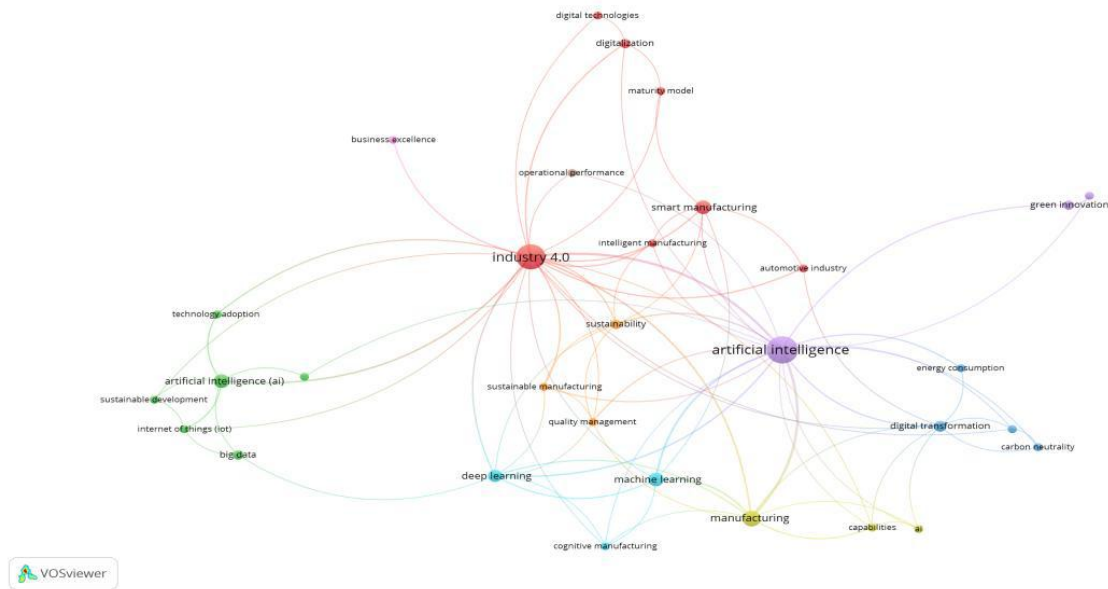 digital technologies
digitalization
maturity model
business excellence
operational performance
green innovation
smart manufacturing
intelligent manufacturing
industry 4.0
automotive industry
technology adoption
sustainability
artificial intelligence
energy consumption
artificial intelligence (ai)
sustainable manufacturing
sustainable development
quality management
digital transformation
internet of things (iot)
carbon neutrality
big data
deep learning
machine learning
manufacturing
capabilities
ai
cognitive manufacturing
VOSviewer